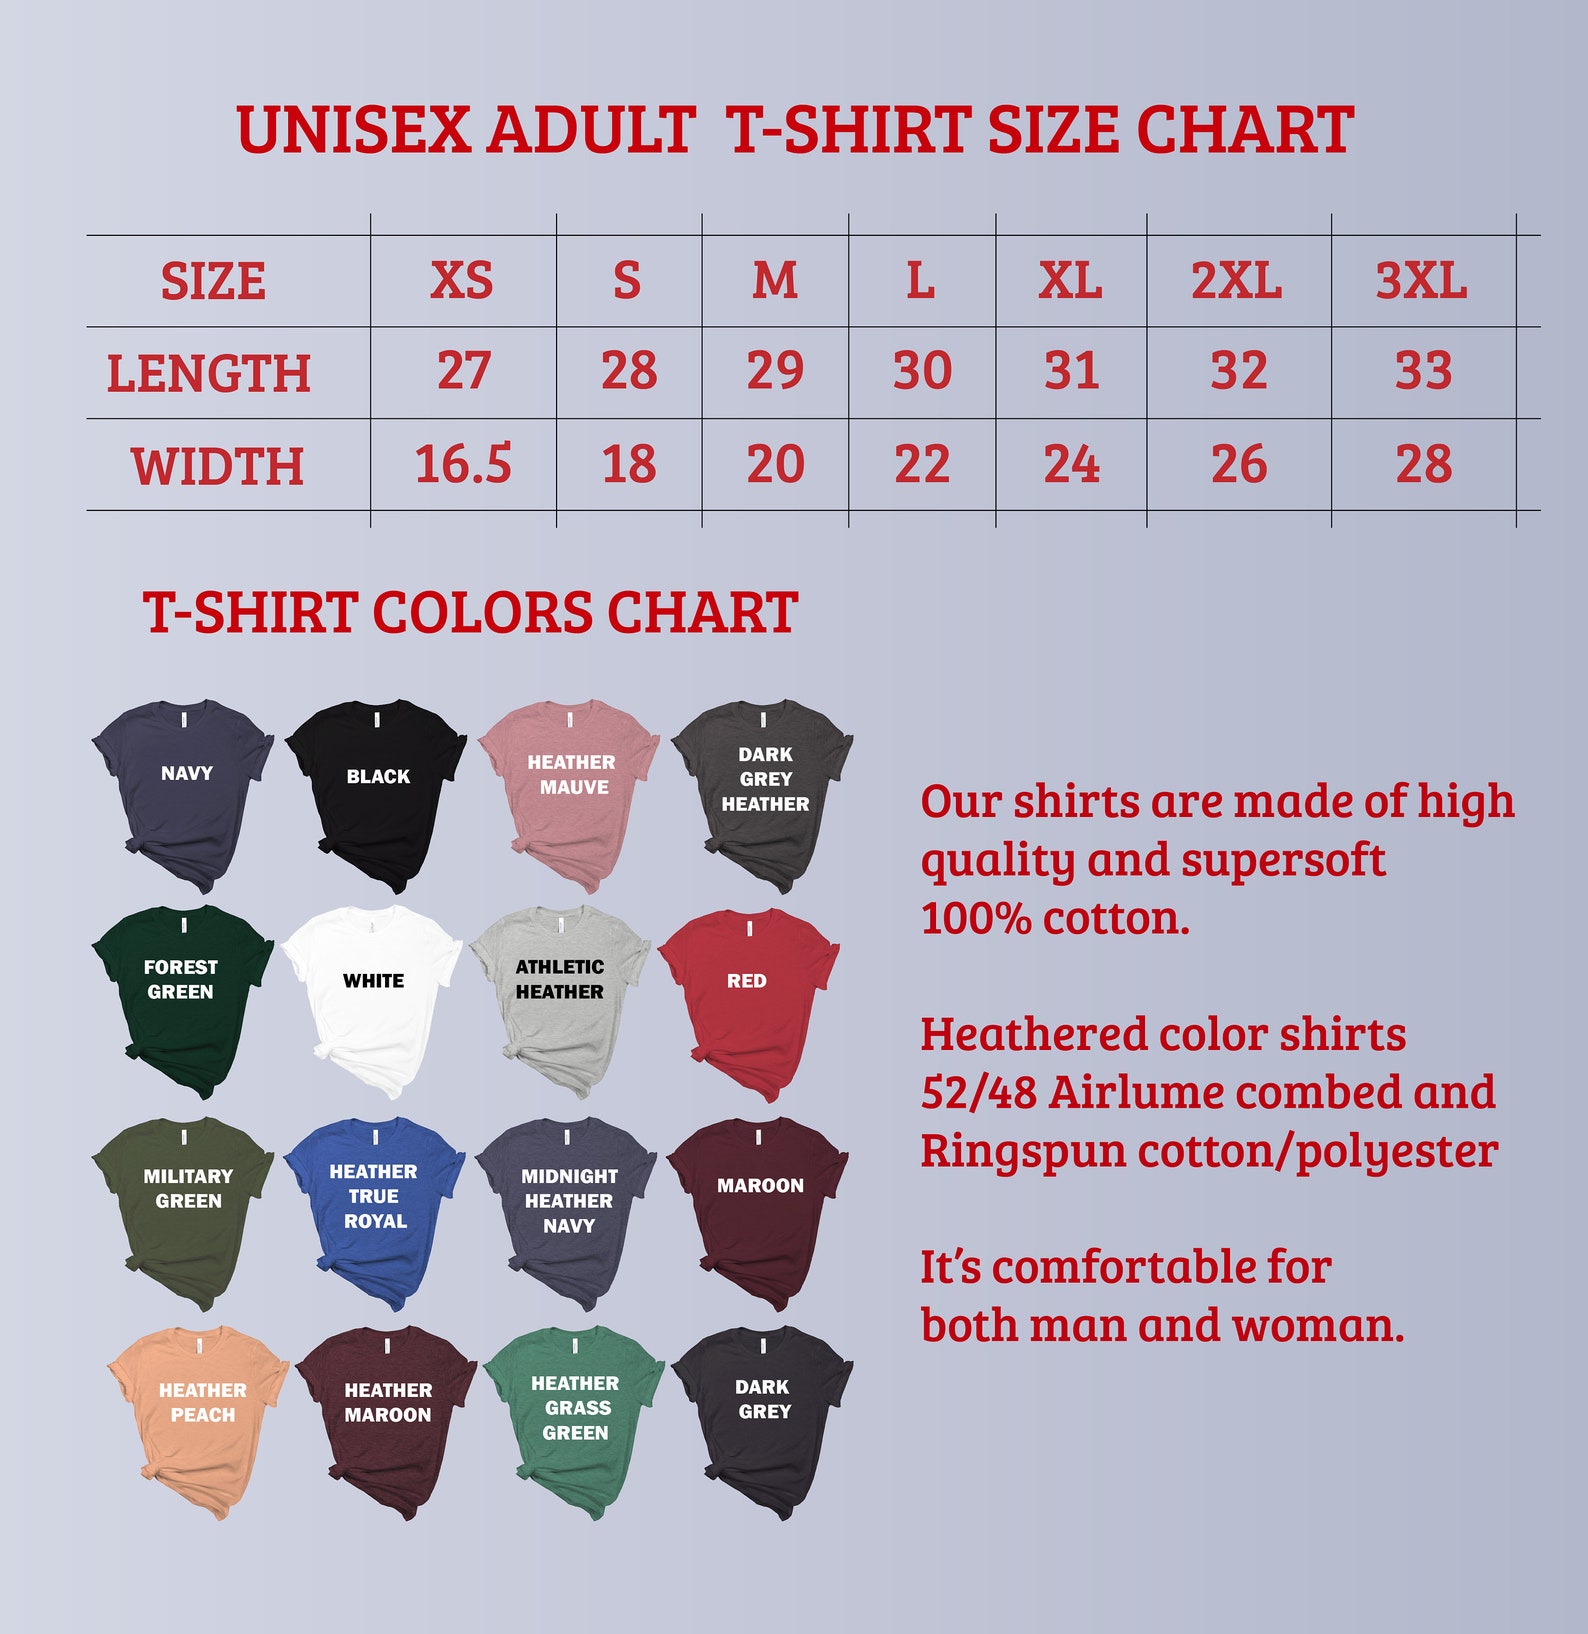 UNISEX ADULT T-SHIRT SIZE CHART
SIZE XS S M L XL 2XL 3XL
LENGTH 27 28 29 30 31 32 33
WIDTH 16.5 18 20 22 24 26 28
T-SHIRT COLORS CHART
NAVY
BLACK
HEATHER
MAUVE
DARK
GREY
HEATHER
FOREST
GREEN
WHITE
ATHLETIC
HEATHER
RED
MILITARY
GREEN
HEATHER
TRUE
ROYAL
MIDNIGHT
HEATHER
NAVY
MAROON
HEATHER
PEACH
HEATHER
MAROON
HEATHER
GRASS
GREEN
DARK
GREY
Our shirts are made of high
quality and supersoft
100% cotton.
Heathered color shirts
52/48 Airlume combed and
Ringspun cotton/polyester
It's comfortable for
both man and woman.